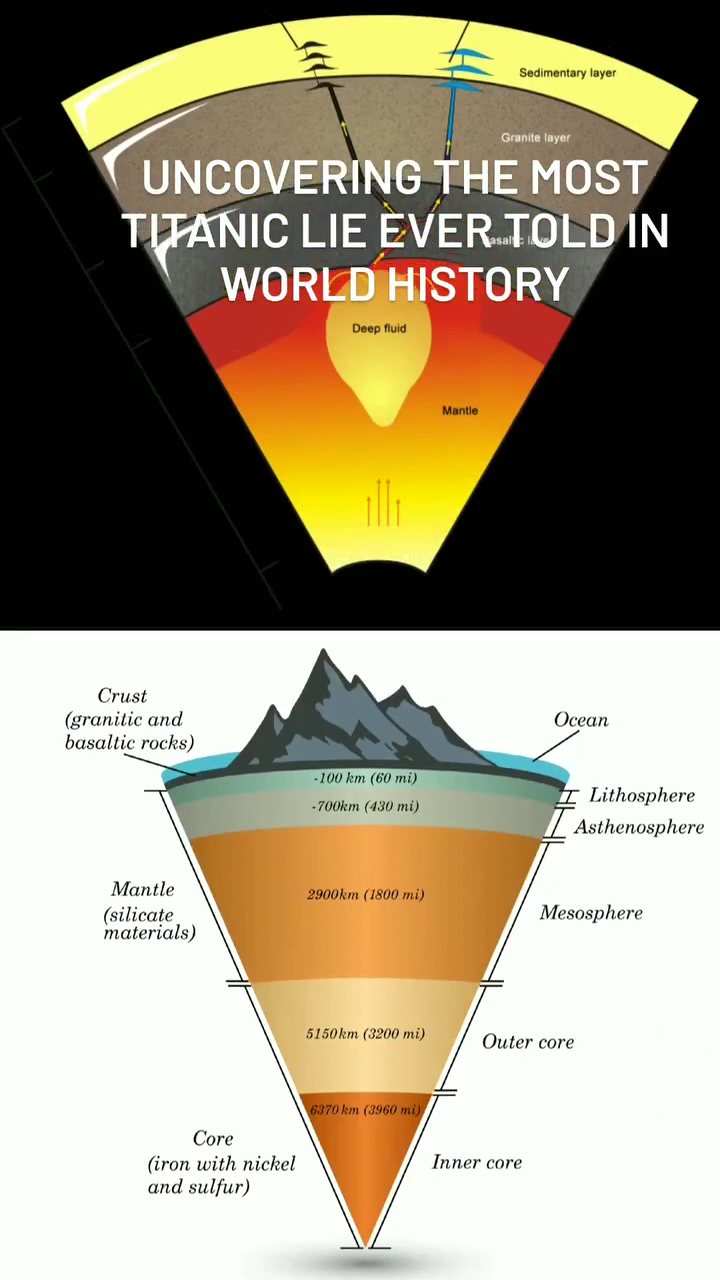 Sedimentary layer
Granite layer
UNCOVERING THE MOST
TITANIC LIE EVER TOLD IN
WORLD HISTORY
Deep fluid
Mantle
Crust
(granitic and
basaltic rocks)
Ocean
-100 km (60 mi)
Lithosphere
-700km (430 mi)
Asthenosphere
2900km (1800 mi)
Mantle
(silicate
materials)
Mesosphere
5150km (3200 mi)
Outer core
6370km (3960 mi)
Core
(iron with nickel
and sulfur)
Inner core